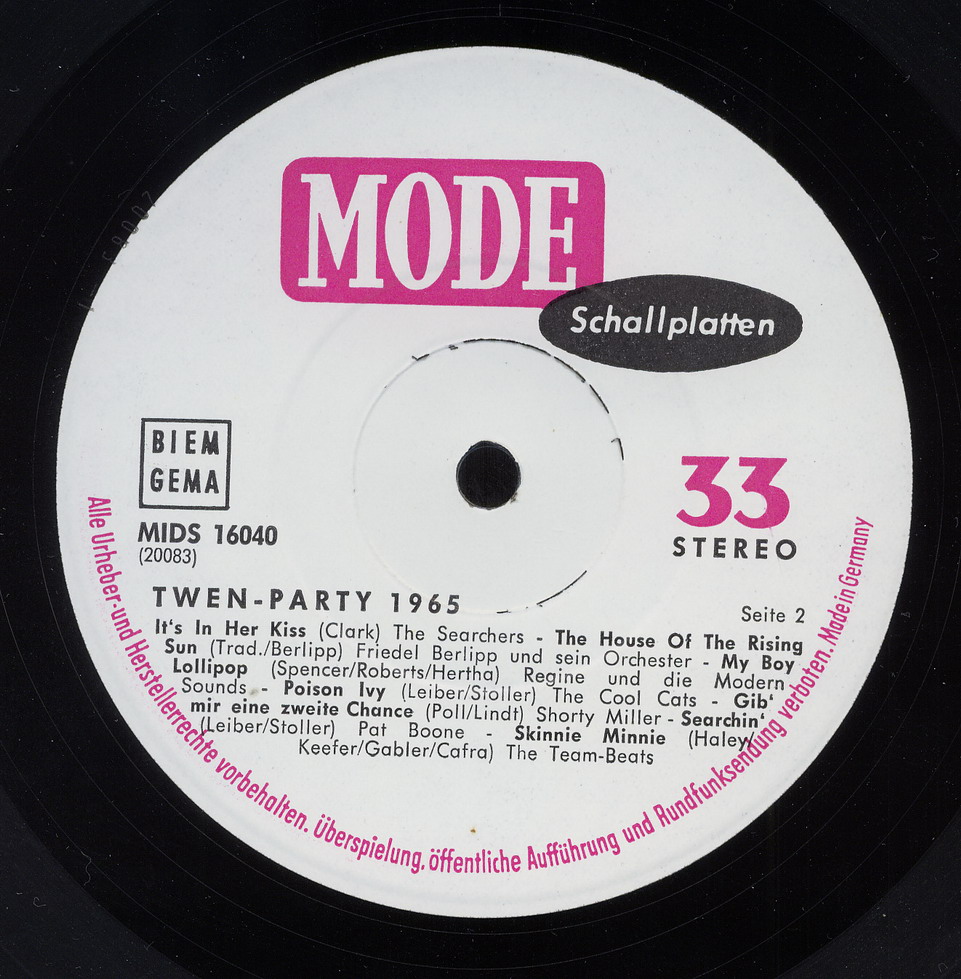 MODE
Schallplatten
BIEM
GEMA
MIDS 16040
(20083)
33
STEREO
TWEN-PARTY 1965
Seite 2
It's In Her Kiss (Clark) The Searchers - The House Of The Rising
Sun (Trad./Berlipp) Friedel Berlipp und sein Orchester - My Boy
Lollipop (Spencer/Roberts/Hertha) Regine und die Modern
Sounds - Poison Ivy (Leiber/Stoller) The Cool Cats - Gib'
mir eine zweite Chance (Poll/Lindt) Shorty Miller - Searchin'
(Leiber/Stoller) Pat Boone - Skinnie Minnie (Haley/
Keefer/Gabler/Cafra) The Team-Beats
Alle Urheber- und Herstellerrechte vorbehalten. Überspielung, öffentliche Aufführung und Rundfunksendung verboten. Made in Germany